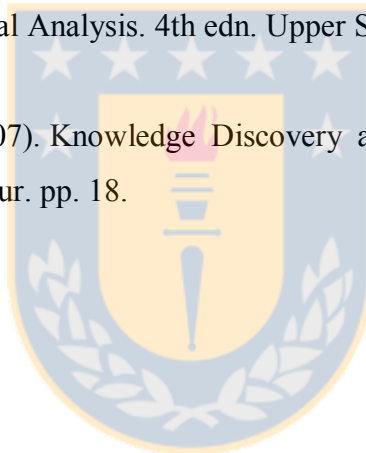 al Analysis. 4th edn. Upper S
07). Knowledge Discovery a
ur. pp. 18.